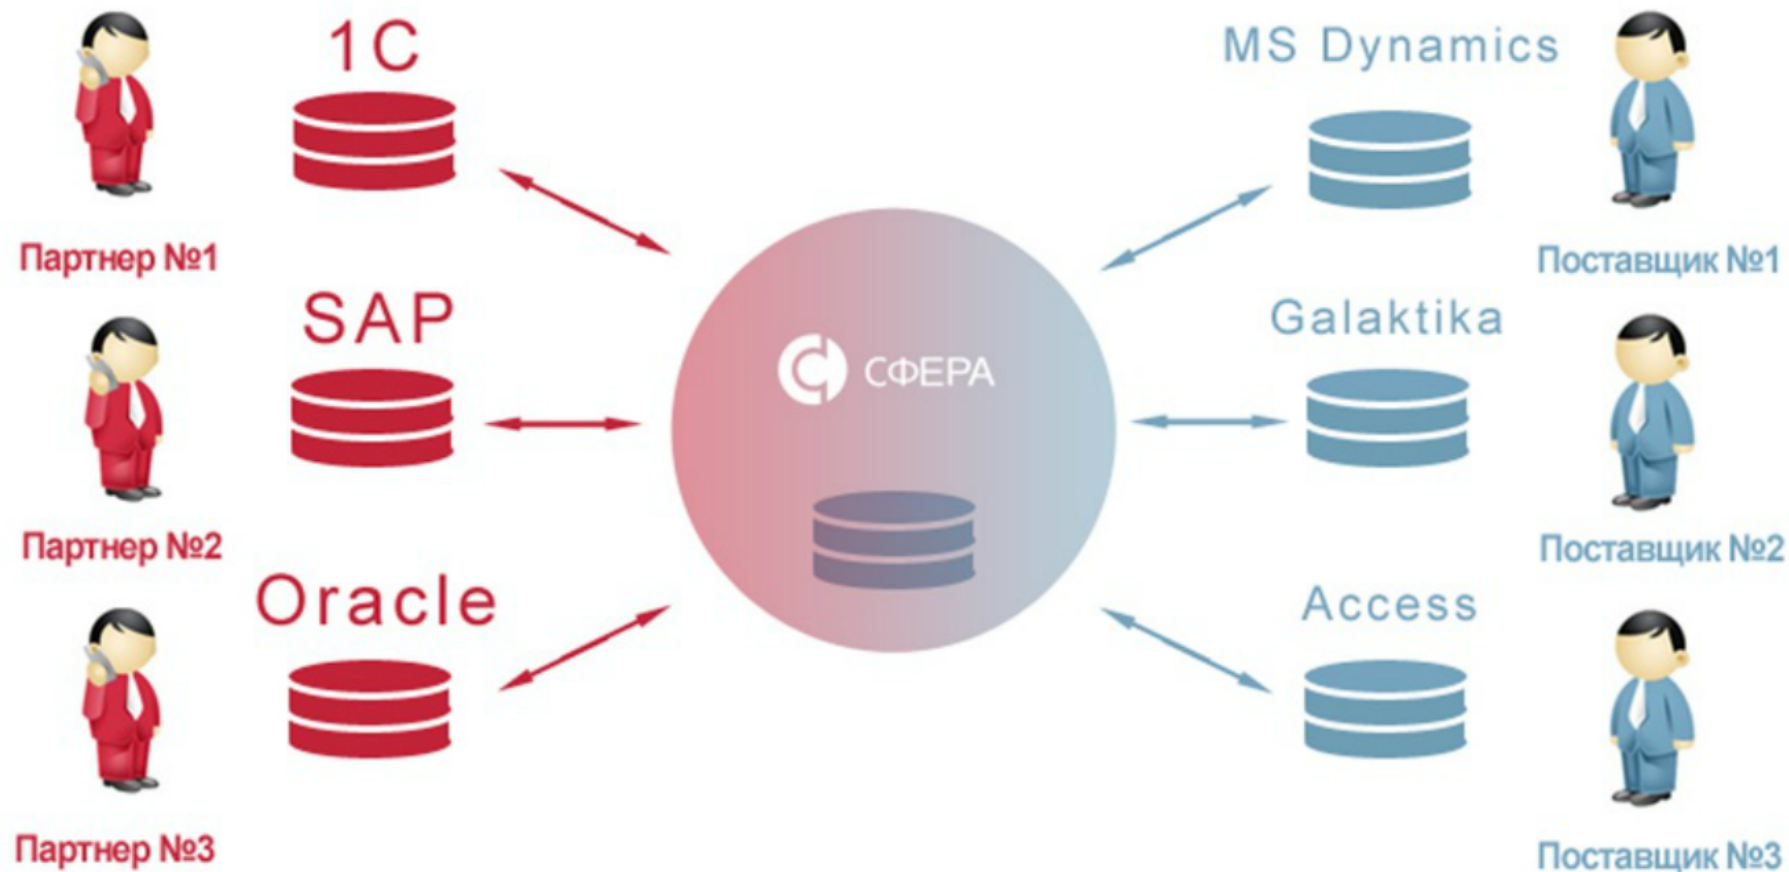 1C
MS Dynamics
Партнер №1
Поставщик №1
SAP
Galaktika
СФЕРА
Партнер №2
Поставщик №2
Oracle
Access
Партнер №3
Поставщик №3